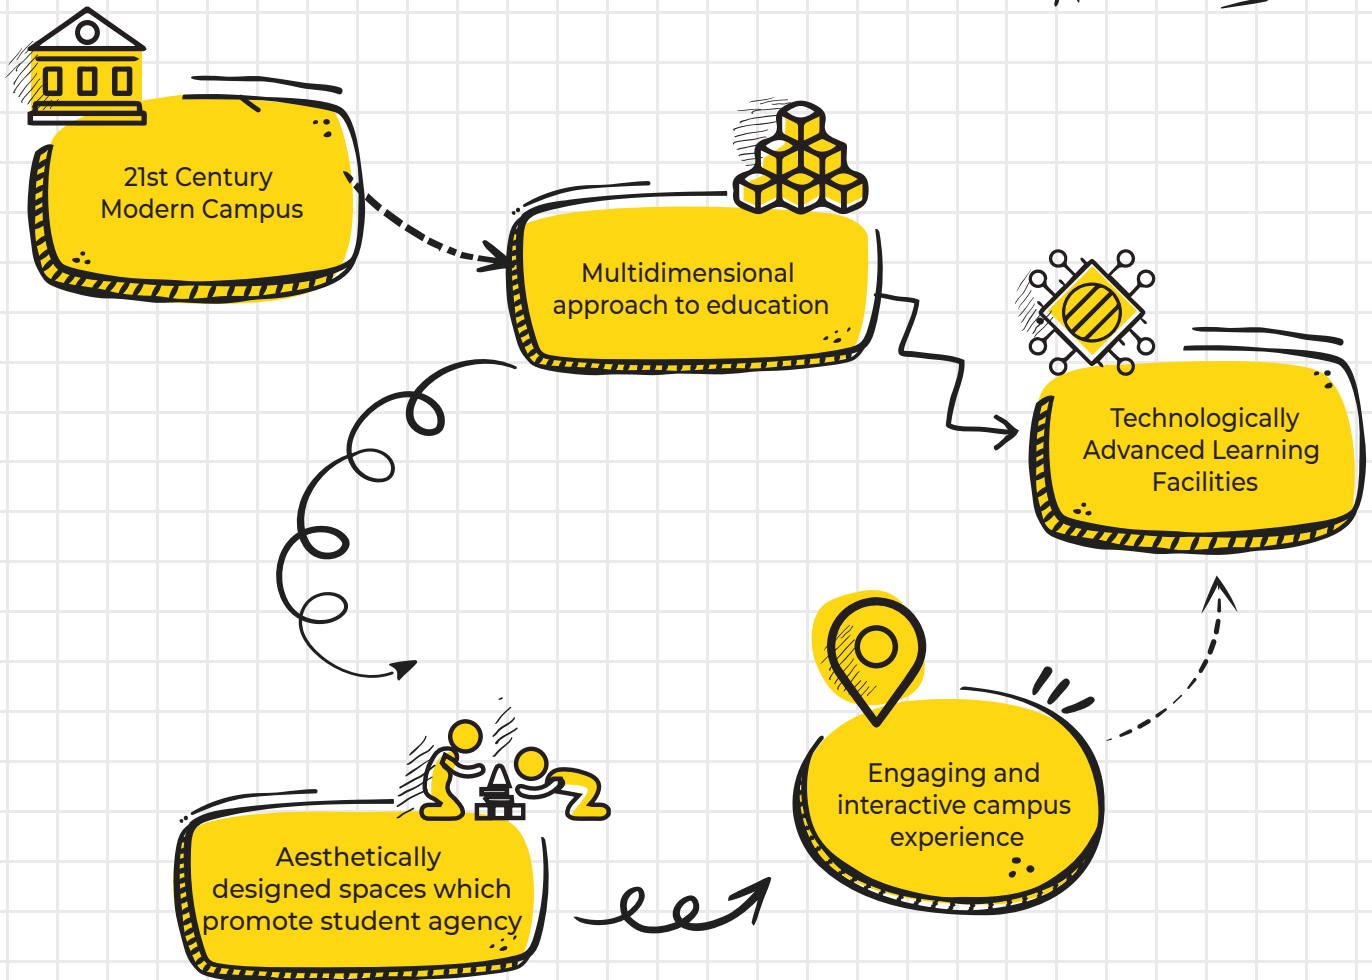 21st Century
Modern Campus
Multidimensional
approach to education
Technologically
Advanced Learning
Facilities
Engaging and
interactive campus
experience
Aesthetically
designed spaces which
promote student agency